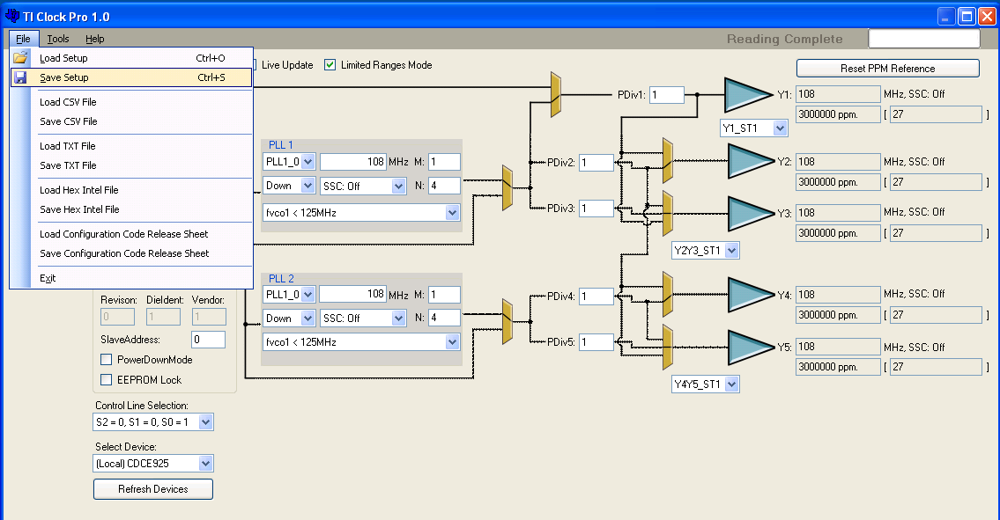 TI Clock Pro 1.0
File Tools Help
Reading Complete
Load Setup Ctrl+O
Save Setup Ctrl+S
Load CSV File
Save CSV File
Load TXT File
Save TXT File
Load Hex Intel File
Save Hex Intel File
Load Configuration Code Release Sheet
Save Configuration Code Release Sheet
Exit
Live Update Limited Ranges Mode
Reset PPM Reference
PDiv1: 1
Y1: 108 MHz, SSC: Off
3000000 ppm. [ 27 ]
Y1_ST1
PLL 1
PLL1_0 108 MHz M: 1
Down SSC: Off N: 4
fvco1 < 125MHz
PDiv2: 1
Y2: 108 MHz, SSC: Off
3000000 ppm. [ 27 ]
PDiv3: 1
Y3: 108 MHz, SSC: Off
3000000 ppm. [ 27 ]
Y2Y3_ST1
PLL 2
PLL1_0 108 MHz M: 1
Down SSC: Off N: 4
fvco1 < 125MHz
PDiv4: 1
Y4: 108 MHz, SSC: Off
3000000 ppm. [ 27 ]
PDiv5: 1
Y5: 108 MHz, SSC: Off
3000000 ppm. [ 27 ]
Y4Y5_ST1
Revison: DieIdent: Vendor:
0 1 1
SlaveAddress: 0
PowerDownMode
EEPROM Lock
Control Line Selection:
S2 = 0, S1 = 0, S0 = 1
Select Device:
(Local) CDCE925
Refresh Devices